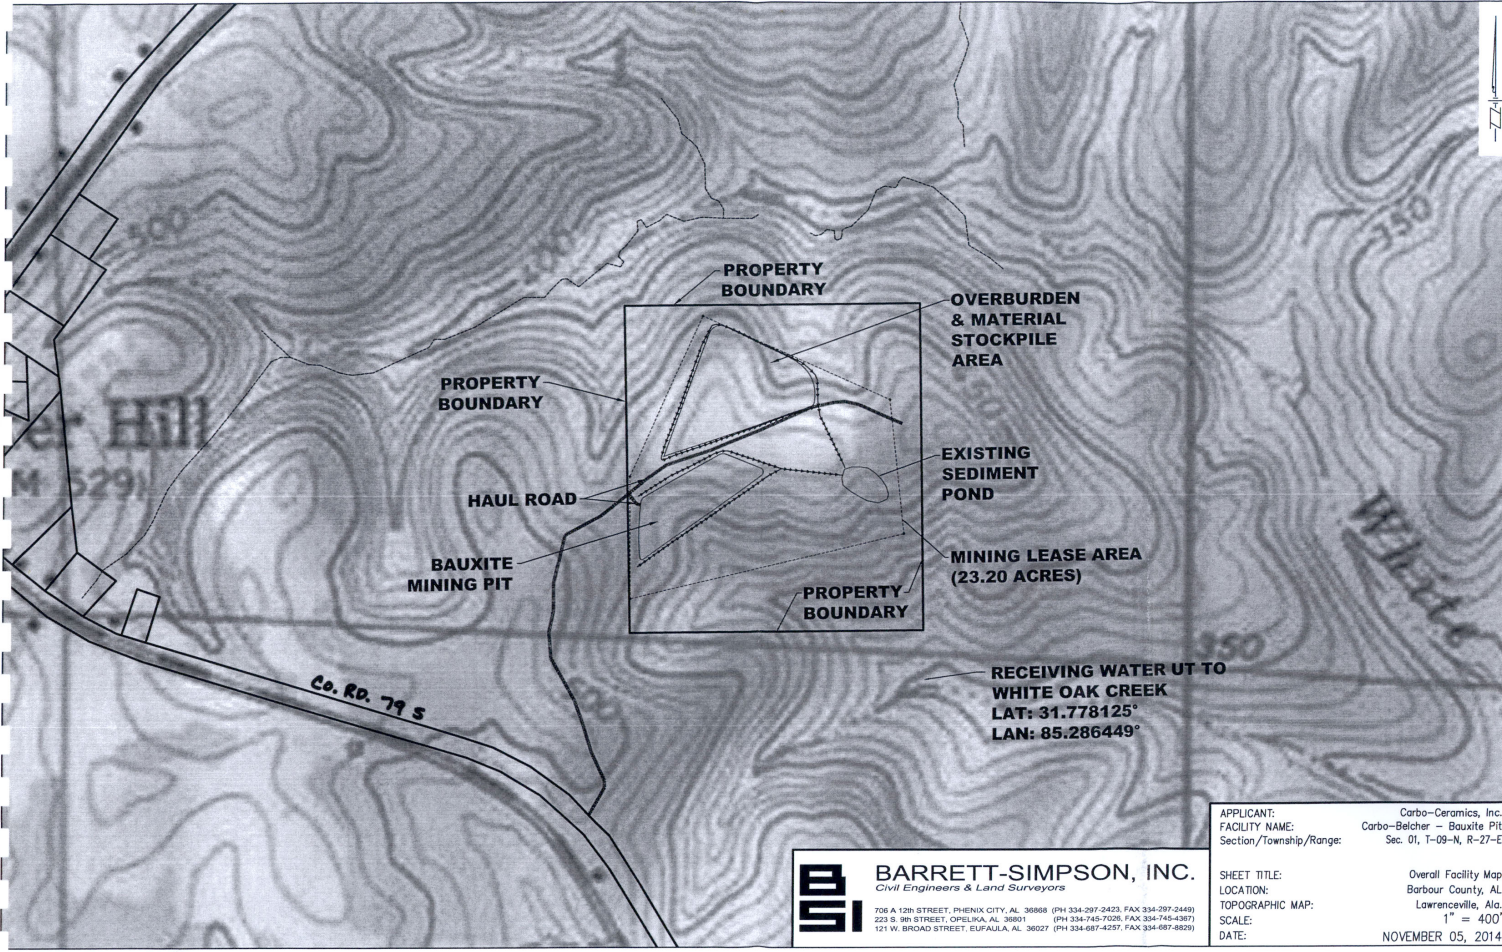 500
400
350
PROPERTY
BOUNDARY
OVERBURDEN
& MATERIAL
STOCKPILE
AREA
PROPERTY
BOUNDARY
er Hill
529
EXISTING
SEDIMENT
POND
HAUL ROAD
BAUXITE
MINING PIT
MINING LEASE AREA
(23.20 ACRES)
PROPERTY
BOUNDARY
White
350
CO. RD. 79 S
RECEIVING WATER UT TO
WHITE OAK CREEK
LAT: 31.778125°
LAN: 85.286449°
BSI
BARRETT-SIMPSON, INC.
Civil Engineers & Land Surveyors
706 A 12th STREET, PHENIX CITY, AL 36868 (PH 334-297-2423, FAX 334-297-2449)
223 S. 9th STREET, OPELIKA, AL 36801 (PH 334-745-7026, FAX 334-745-4367)
121 W. BROAD STREET, EUFAULA, AL 36027 (PH 334-687-4257, FAX 334-687-8829)
APPLICANT: Carbo-Ceramics, Inc.
FACILITY NAME: Carbo-Belcher - Bauxite Pit
Section/Township/Range: Sec. 01, T-09-N, R-27-E
SHEET TITLE: Overall Facility Map
LOCATION: Barbour County, AL
TOPOGRAPHIC MAP: Lawrenceville, Ala.
SCALE: 1" = 400'
DATE: NOVEMBER 05, 2014